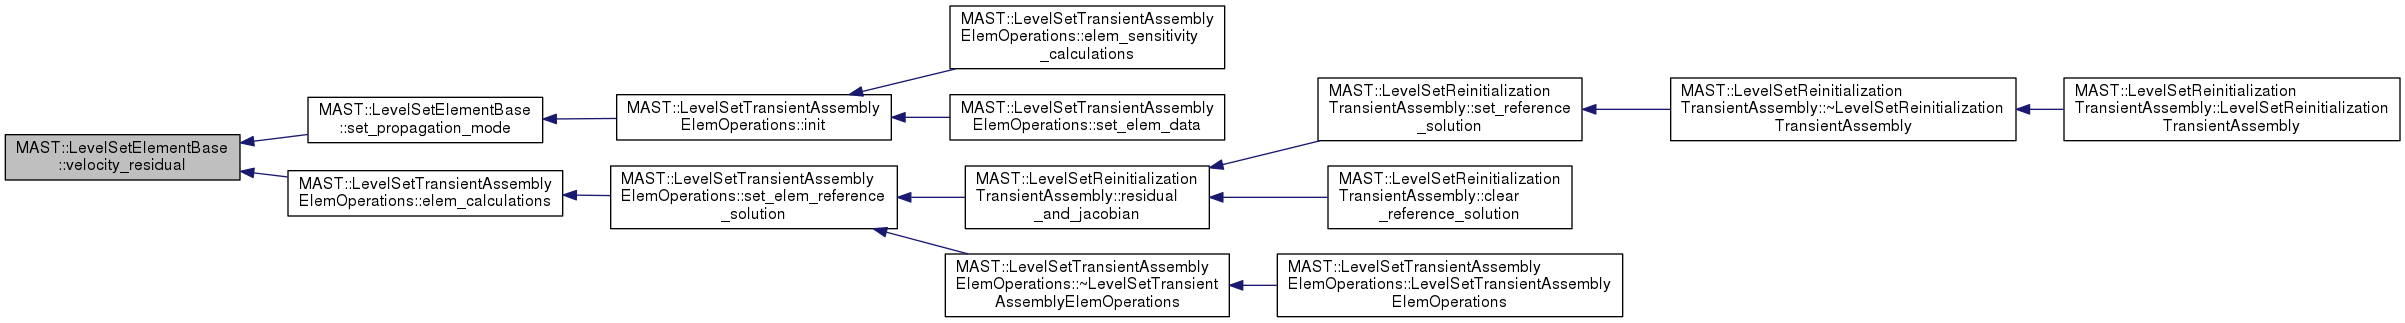 MAST::LevelSetElementBase
::velocity_residual
MAST::LevelSetElementBase
::set_propagation_mode
MAST::LevelSetTransientAssembly
ElemOperations::elem_calculations
MAST::LevelSetTransientAssembly
ElemOperations::init
MAST::LevelSetTransientAssembly
ElemOperations::elem_sensitivity
_calculations
MAST::LevelSetTransientAssembly
ElemOperations::set_elem_data
MAST::LevelSetTransientAssembly
ElemOperations::set_elem_reference
_solution
MAST::LevelSetReinitialization
TransientAssembly::residual
_and_jacobian
MAST::LevelSetTransientAssembly
ElemOperations::~LevelSetTransient
AssemblyElemOperations
MAST::LevelSetReinitialization
TransientAssembly::set_reference
_solution
MAST::LevelSetReinitialization
TransientAssembly::clear
_reference_solution
MAST::LevelSetTransientAssembly
ElemOperations::LevelSetTransientAssembly
ElemOperations
MAST::LevelSetReinitialization
TransientAssembly::~LevelSetReinitialization
TransientAssembly
MAST::LevelSetReinitialization
TransientAssembly::LevelSetReinitialization
TransientAssembly